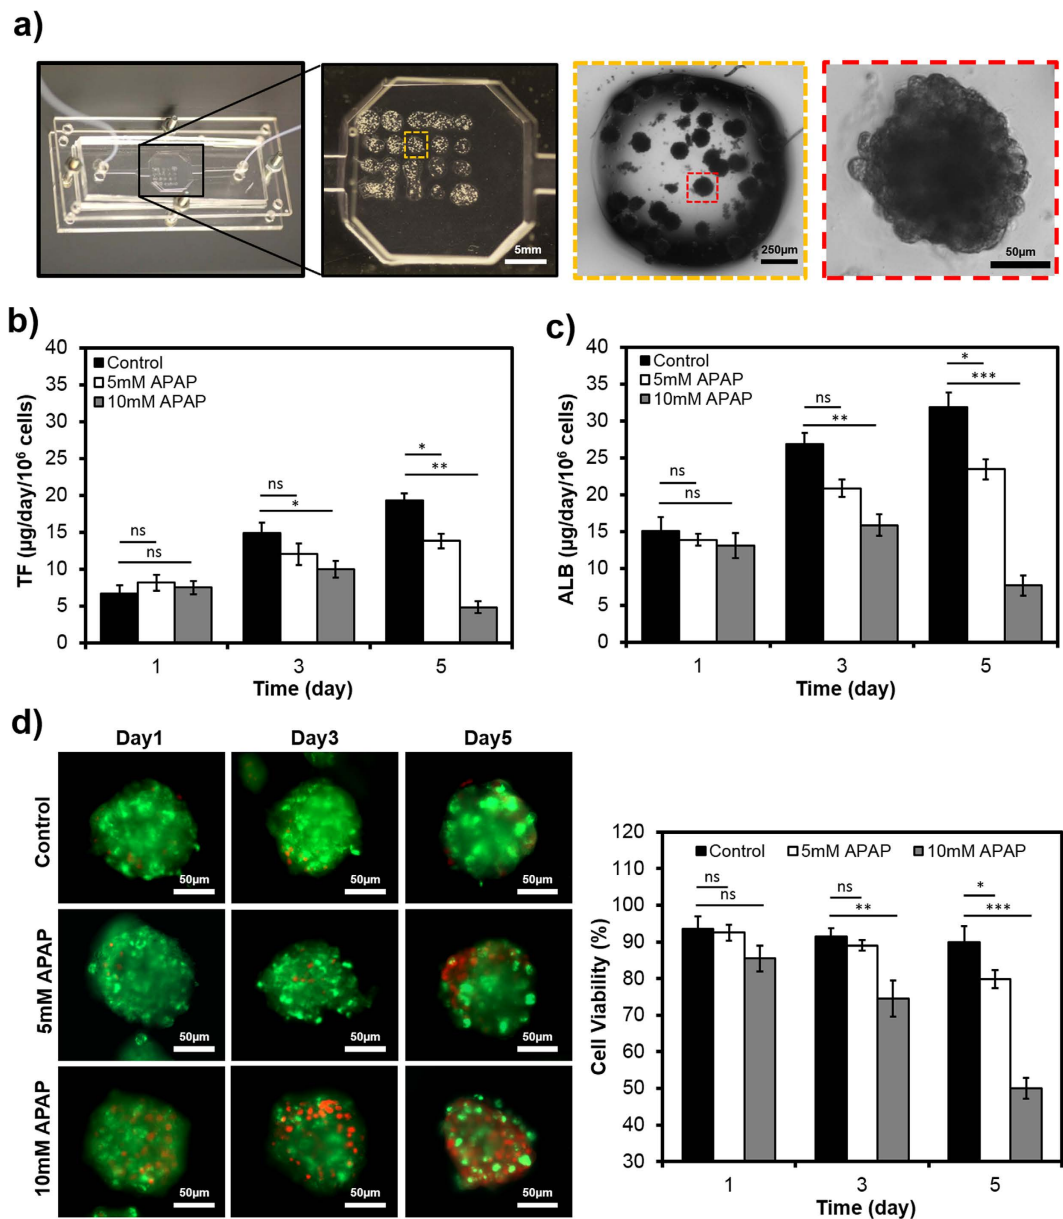 a)
5mm
250µm
50µm
b)
c)
40
35
30
25
20
15
10
5
0
TF (µg/day/10⁶ cells)
Control
5mM APAP
10mM APAP
ns
ns
ns
*
*
**
1
3
5
Time (day)
40
35
30
25
20
15
10
5
0
ALB (µg/day/10⁶ cells)
Control
5mM APAP
10mM APAP
ns
ns
ns
**
*
***
1
3
5
Time (day)
d)
Day1
Day3
Day5
Control
50µm
50µm
50µm
5mM APAP
50µm
50µm
50µm
10mM APAP
50µm
50µm
50µm
120
110
100
90
80
70
60
50
40
30
Cell Viability (%)
Control
5mM APAP
10mM APAP
ns
ns
ns
**
*
***
1
3
5
Time (day)